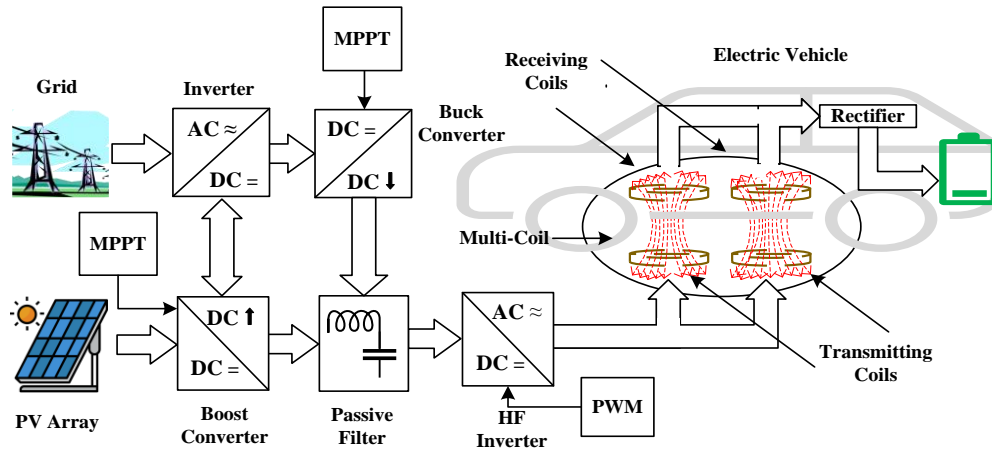 MPPT
Electric Vehicle
Receiving
Coils
Grid
Inverter
Buck
Converter
AC ≈
DC =
DC =
DC ⬇
Rectifier
MPPT
Multi-Coil
DC ⬆
DC =
AC ≈
DC =
Transmitting
Coils
PV Array
Boost
Converter
Passive
Filter
HF
Inverter
PWM